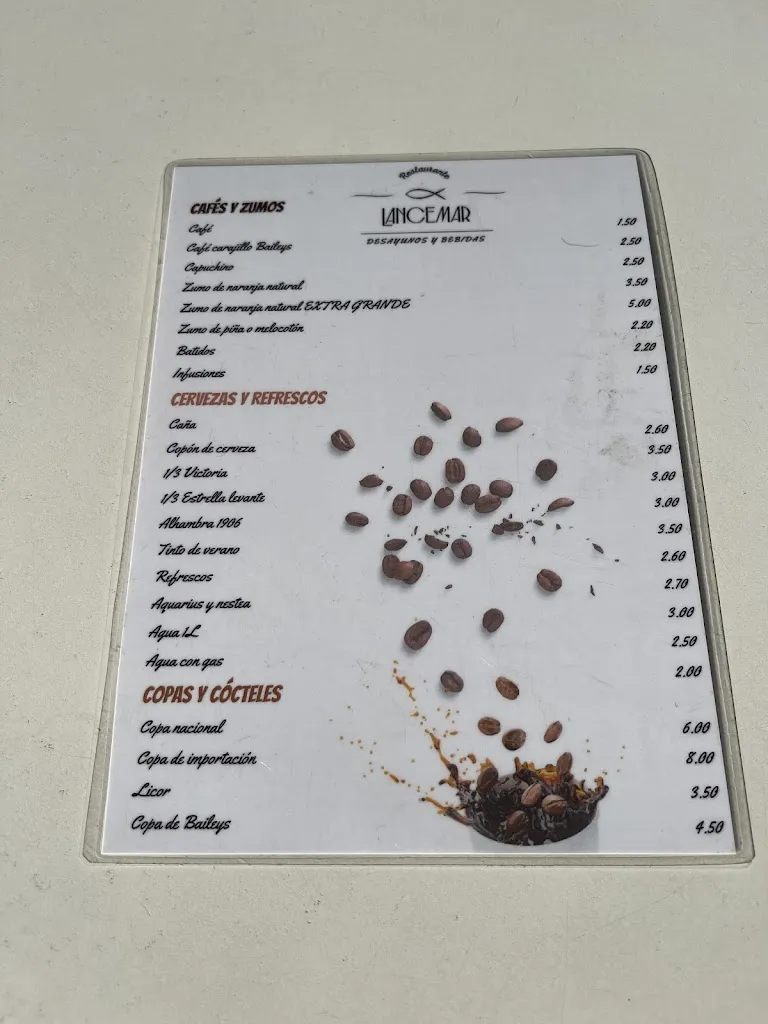 Restaurante
LANCEMAR
DESAYUNOS Y BEBIDAS
CAFÉS Y ZUMOS
Café 1.50
Café carajillo Baileys 2.50
Capuchino 2.50
Zumo de naranja natural 3.50
Zumo de naranja natural EXTRA GRANDE 5.00
Zumo de piña o melocotón 2.20
Batidos 2.20
Infusiones 1.50
CERVEZAS Y REFRESCOS
Caña 2.60
Copón de cerveza 3.50
1/3 Victoria 3.00
1/3 Estrella levante 3.00
Alhambra 1906 3.50
Tinto de verano 2.60
Refrescos 2.70
Aquarius y nestea 3.00
Agua 1L 2.50
Agua con gas 2.00
COPAS Y CÓCTELES
Copa nacional 6.00
Copa de importación 8.00
Licor 3.50
Copa de Baileys 4.50